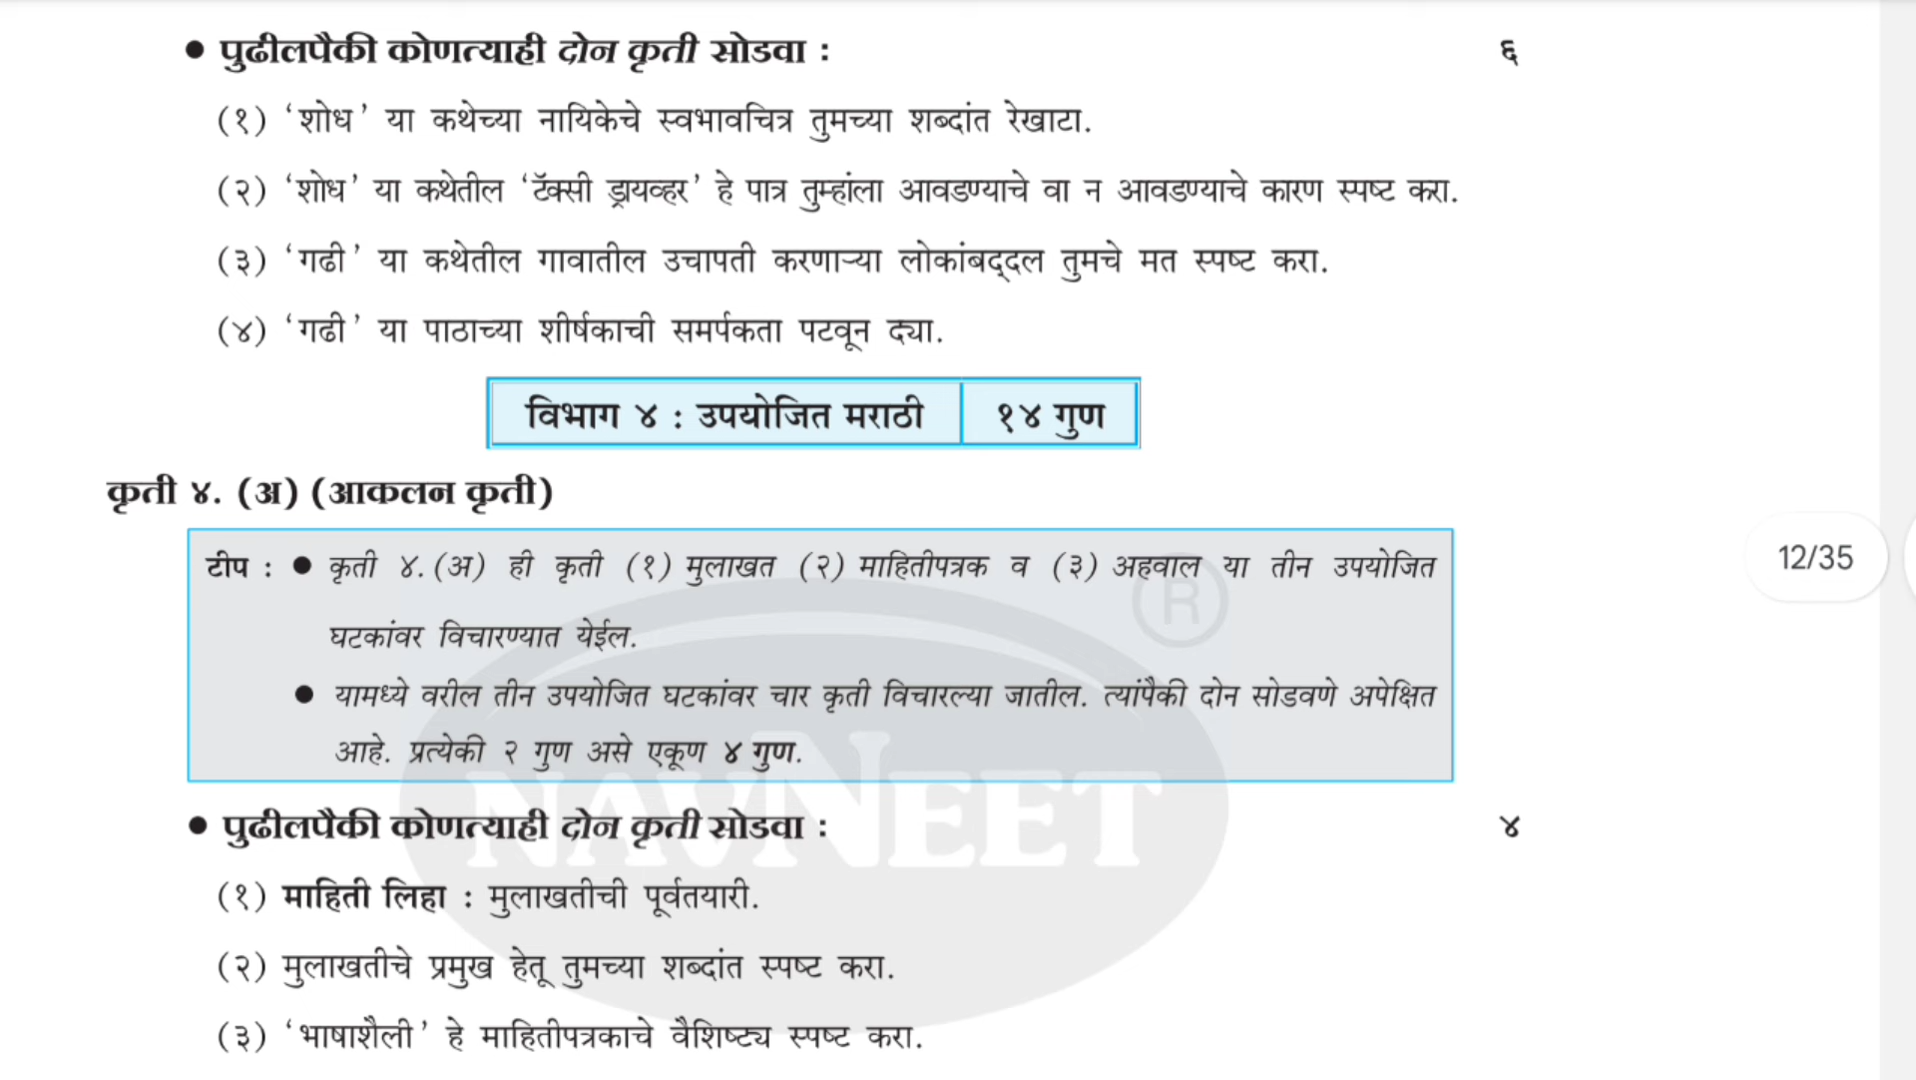 ● पुढीलपैकी कोणत्याही दोन कृती सोडवा : ६
(१) ‘शोध’ या कथेच्या नायिकेचे स्वभावचित्र तुमच्या शब्दांत रेखाटा.
(२) ‘शोध’ या कथेतील ‘टॅक्सी ड्रायव्हर’ हे पात्र तुम्हांला आवडण्याचे वा न आवडण्याचे कारण स्पष्ट करा.
(३) ‘गढी’ या कथेतील गावातील उचापती करणाऱ्या लोकांबद्दल तुमचे मत स्पष्ट करा.
(४) ‘गढी’ या पाठाच्या शीर्षकाची समर्पकता पटवून द्या.
विभाग ४ : उपयोजित मराठी १४ गुण
कृती ४. (अ) (आकलन कृती)
टीप : ● कृती ४. (अ) ही कृती (१) मुलाखत (२) माहितीपत्रक व (३) अहवाल या तीन उपयोजित
घटकांवर विचारण्यात येईल.
● यामध्ये वरील तीन उपयोजित घटकांवर चार कृती विचारल्या जातील. त्यांपैकी दोन सोडवणे अपेक्षित
आहे. प्रत्येकी २ गुण असे एकूण ४ गुण.
● पुढीलपैकी कोणत्याही दोन कृती सोडवा : ४
(१) माहिती लिहा : मुलाखतीची पूर्वतयारी.
(२) मुलाखतीचे प्रमुख हेतू तुमच्या शब्दांत स्पष्ट करा.
(३) ‘भाषाशैली’ हे माहितीपत्रकाचे वैशिष्ट्य स्पष्ट करा.
12/35
NAVNEET
®